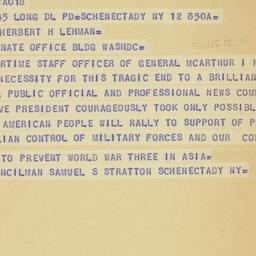 45 LONG DL PD=SCHENECTADY NY 12 850A=
HERBERT H LEHMAN=
NATE OFFICE BLDG WASHDC=
RTIME STAFF OFFICER OF GENERAL MCARTHUR I
NECESSITY FOR THIS TRAGIC END TO A BRILLIAN
PUBLIC OFFICIAL AND PROFESSIONAL NEWS COM
VE PRESIDENT COURAGEOUSLY TOOK ONLY POSSIBL
AMERICAN PEOPLE WILL RALLY TO SUPPORT OF P
LIAN CONTROL OF MILITARY FORCES AND OUR CO
TO PREVENT WORLD WAR THREE IN ASIA=
NCILMAN SAMUEL S STRATTON SCHENECTADY NY=